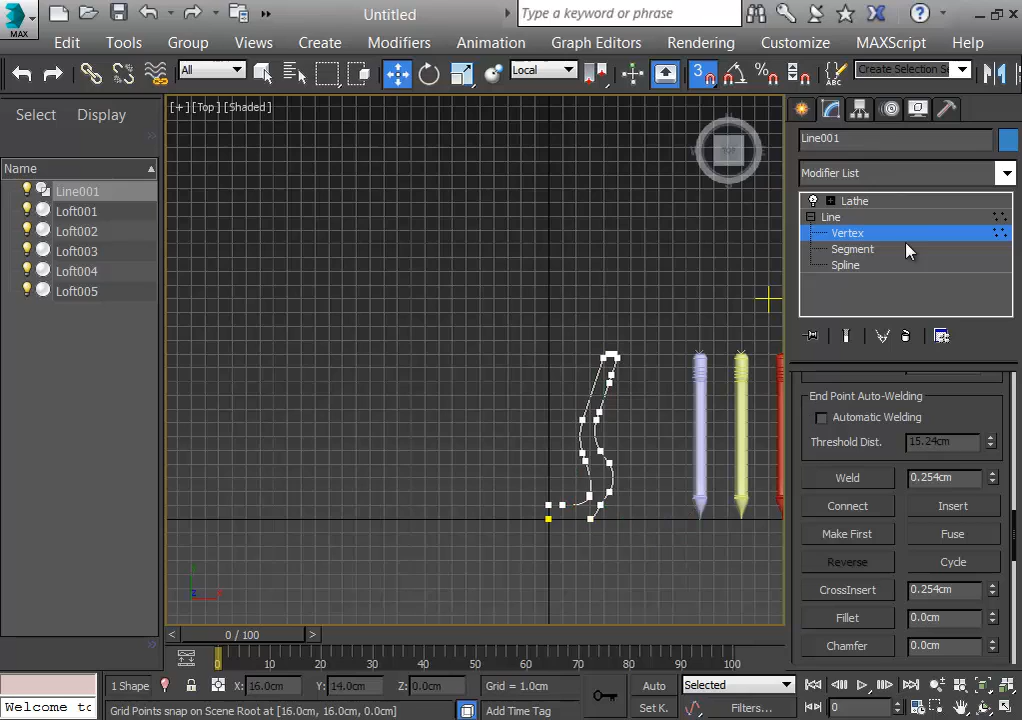 MAX
Untitled
Type a keyword or phrase
Edit Tools Group Views Create Modifiers Animation Graph Editors Rendering Customize MAXScript Help
All
Local
3
Create Selection Se
Select Display
[+] [Top] [Shaded]
Line001
Name
Modifier List
Line001
Loft001
Loft002
Loft003
Loft004
Loft005
TOP
Lathe
Line
Vertex
Segment
Spline
End Point Auto-Welding
Automatic Welding
Threshold Dist. 15.24cm
Weld 0.254cm
Connect Insert
Make First Fuse
Reverse Cycle
CrossInsert 0.254cm
Fillet 0.0cm
Chamfer 0.0cm
< 0 / 100 >
0 10 20 30 40 50 60 70 80 90 100
1 Shape X: 16.0cm Y: 14.0cm Z: 0.0cm Grid = 1.0cm Auto Selected
Welcome to Grid Points snap on Scene Root at [16.0cm, 16.0cm, 0.0cm] Add Time Tag Set K. Filters... 0